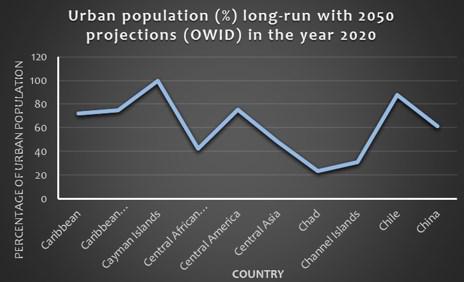 Urban population (%) long-run with 2050
projections (OWID) in the year 2020
PERCENTAGE OF URBAN POPULATION
120
100
80
60
40
20
0
Caribbean
Caribbean...
Cayman Islands
Central African...
Central America
Central Asia
Chad
Channel Islands
Chile
China
COUNTRY